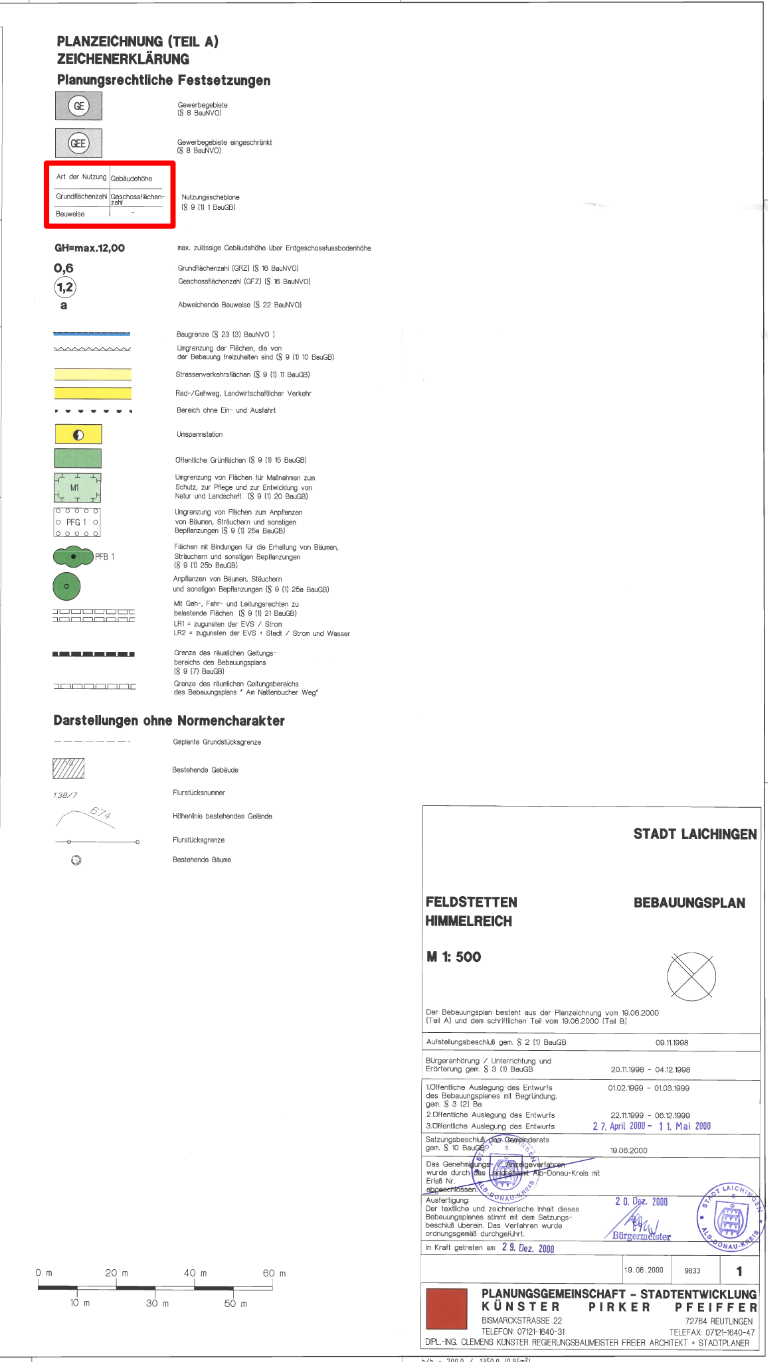 PLANZEICHNUNG (TEIL A)
ZEICHENERKLÄRUNG
Planungsrechtliche Festsetzungen
GE
Gewerbegebiete
(§ 8 BauNVO)
GEE
Gewerbegebiete eingeschränkt
(§ 8 BauNVO)
Art der Nutzung Gebäudehöhe
Grundflächenzahl Geschossflächen-
zahl
Bauweise -
Nutzungsschablone
(§ 9 (1) 1 BauGB)
GH=max.12,00 max. zulässige Gebäudehöhe über Erdgeschossfussbodenhöhe
0,6 Grundflächenzahl (GRZ) (§ 16 BauNVO)
1,2 Geschossflächenzahl (GFZ) (§ 16 BauNVO)
a Abweichende Bauweise (§ 22 BauNVO)
Baugrenze (§ 23 (3) BauNVO )
Umgrenzung der Flächen, die von
der Bebauung freizuhalten sind (§ 9 (1) 10 BauGB)
Strassenverkehrsflächen (§ 9 (1) 11 BauGB)
Rad-/Gehweg, Landwirtschaftlicher Verkehr
Bereich ohne Ein- und Ausfahrt
Umspannstation
Öffentliche Grünflächen (§ 9 (1) 15 BauGB)
M1
Umgrenzung von Flächen für Maßnahmen zum
Schutz, zur Pflege und zur Entwicklung von
Natur und Landschaft (§ 9 (1) 20 BauGB)
PFG 1
Umgrenzung von Flächen zum Anpflanzen
von Bäumen, Sträuchern und sonstigen
Bepflanzungen (§ 9 (1) 25a BauGB)
PFB 1
Flächen mit Bindungen für die Erhaltung von Bäumen,
Sträuchern und sonstigen Bepflanzungen
(§ 9 (1) 25b BauGB)
Anpflanzen von Bäumen, Stäuchern
und sonstigen Bepflanzungen (§ 9 (1) 25a BauGB)
Mit Geh-, Fahr- und Leitungsrechten zu
belastende Flächen (§ 9 (1) 21 BauGB)
LR1 = zugunsten der EVS / Strom
LR2 = zugunsten der EVS + Stadt / Strom und Wasser
Grenze des räumlichen Geltungs-
bereichs des Bebauungsplans
(§ 9 (7) BauGB)
Grenze des räumlichen Geltungsbereichs
des Bebauungsplans " Am Nattenbucher Weg"
Darstellungen ohne Normencharakter
Geplante Grundstücksgrenze
Bestehende Gebäude
138/7 Flurstücksnummer
674 Höhenlinie bestehendes Gelände
Flurstücksgrenze
Bestehende Bäume
STADT LAICHINGEN
FELDSTETTEN BEBAUUNGSPLAN
HIMMELREICH
M 1: 500
Der Bebauungsplan besteht aus der Planzeichnung vom 19.06.2000
(Teil A) und dem schriftlichen Teil vom 19.06.2000 (Teil B)
Aufstellungsbeschluß gem. § 2 (1) BauGB 09.11.1998
Bürgeranhörung / Unterrichtung und
Erörterung gem. § 3 (1) BauGB 20.11.1998 - 04.12.1998
1.Öffentliche Auslegung des Entwurfs 01.02.1999 - 01.03.1999
des Bebauungsplanes mit Begründung,
gem. § 3 (2) Ba
2.Öffentliche Auslegung des Entwurfs 22.11.1999 - 06.12.1999
3.Öffentliche Auslegung des Entwurfs 27. April 2000 - 11. Mai 2000
Satzungsbeschluß des Gemeinderats
gem. § 10 BauGB 19.06.2000
Das Genehmigungs- / Anzeigeverfahren
wurde durch das Landratsamt Alb-Donau-Kreis mit
Erlaß Nr.
abgeschlossen.
Ausfertigung: 20. Dez. 2000
Der textliche und zeichnerische Inhalt dieses
Bebauungsplanes stimmt mit dem Satzungs-
beschluß überein. Das Verfahren wurde
ordnungsgemäß durchgeführt.
Bürgermeister
STADT LAICHINGEN
ALB-DONAU-KREIS
In Kraft getreten am: 29. Dez. 2000
19.06.2000 9833 1
PLANUNGSGEMEINSCHAFT - STADTENTWICKLUNG
KÜNSTER PIRKER PFEIFFER
BISMARCKSTRASSE 22 72764 REUTLINGEN
TELEFON: 07121-1640-31 TELEFAX: 07121-1640-47
DIPL.-ING. CLEMENS KÜNSTER REGIERUNGSBAUMEISTER FREIER ARCHITEKT + STADTPLANER
0 m 20 m 40 m 60 m
10 m 30 m 50 m